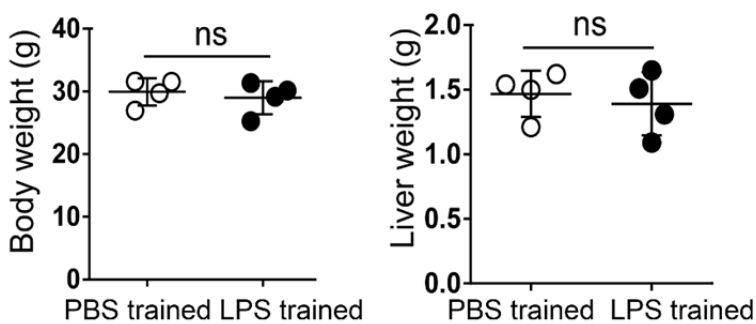 Body weight (g)
40
30
20
10
0
ns
PBS trained LPS trained
Liver weight (g)
2.0
1.5
1.0
0.5
0.0
ns
PBS trained LPS trained